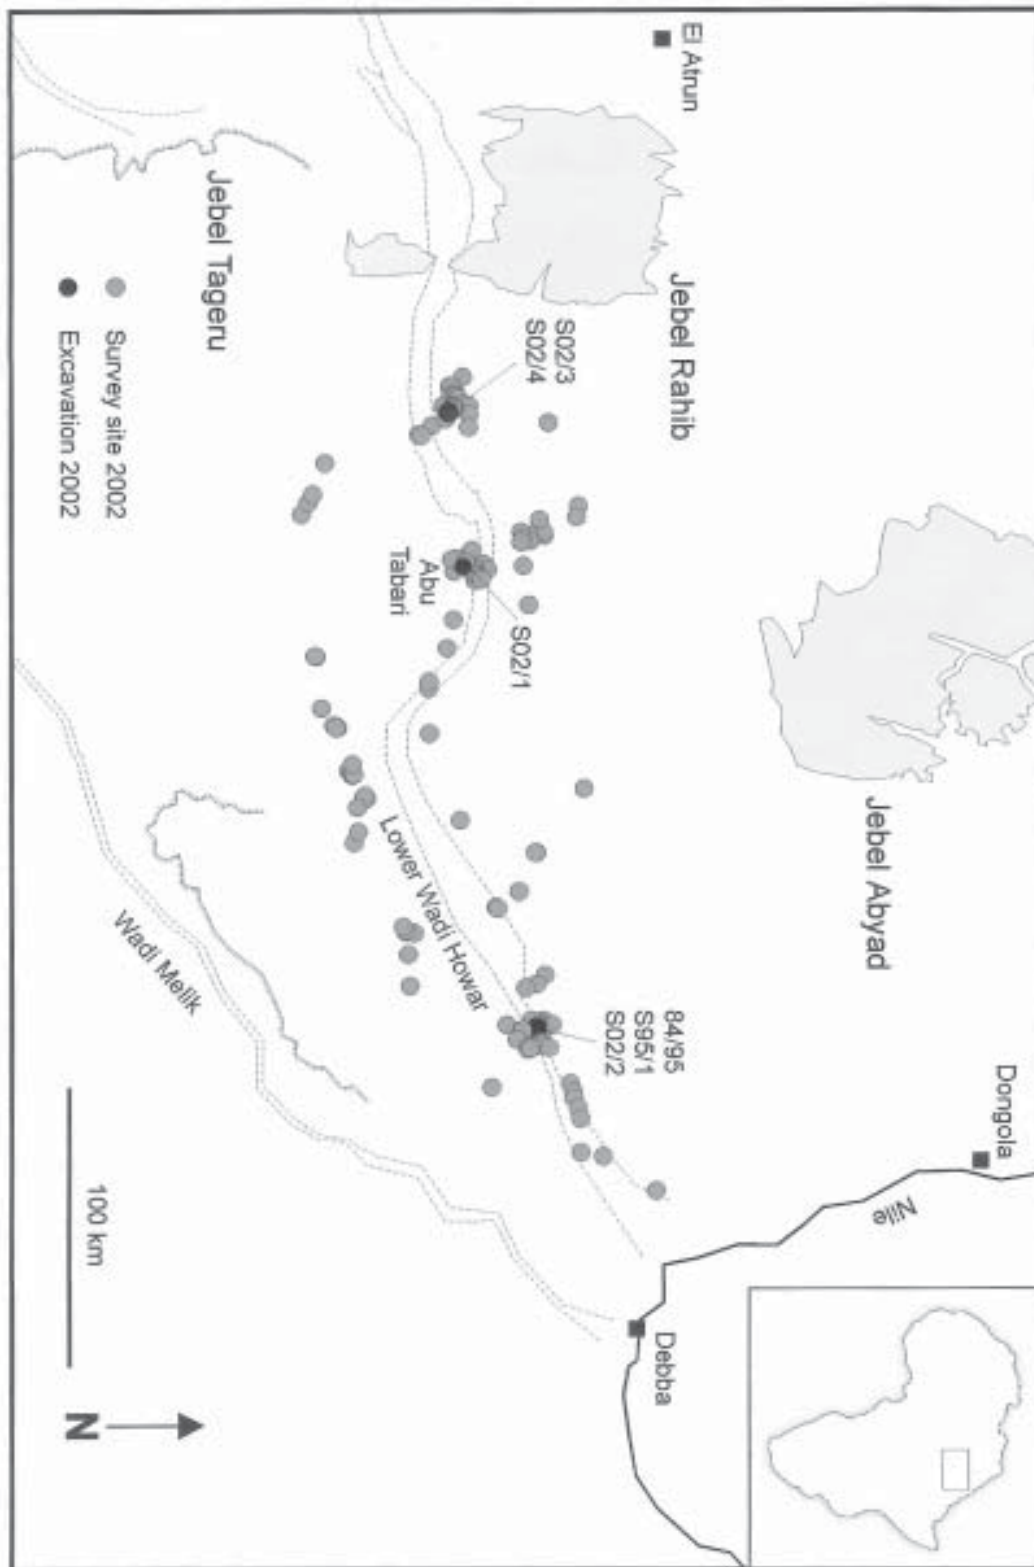 El Atrun
Jebel Rahib
Jebel Abyad
Dongola
Nile
Debba
S02/3
S02/4
S02/1
84/95
S95/1
S02/2
Abu
Tabari
Lower Wadi Howar
Wadi Melik
Jebel Tageru
Survey site 2002
Excavation 2002
100 km
N